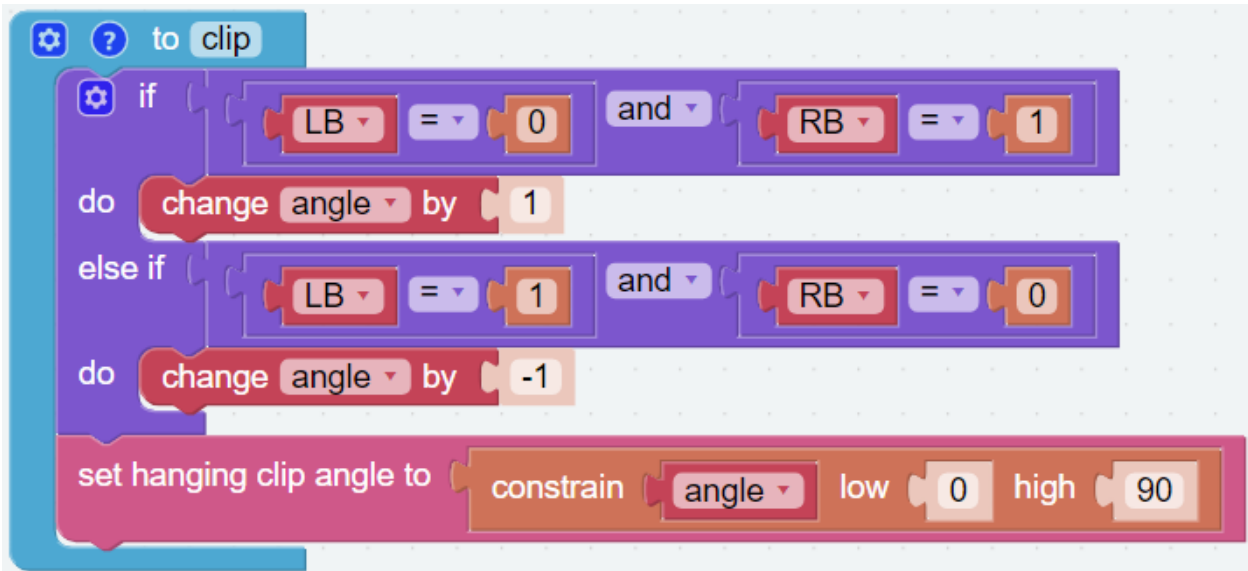 ? to clip
if LB = 0 and RB = 1
do change angle by 1
else if LB = 1 and RB = 0
do change angle by -1
set hanging clip angle to constrain angle low 0 high 90